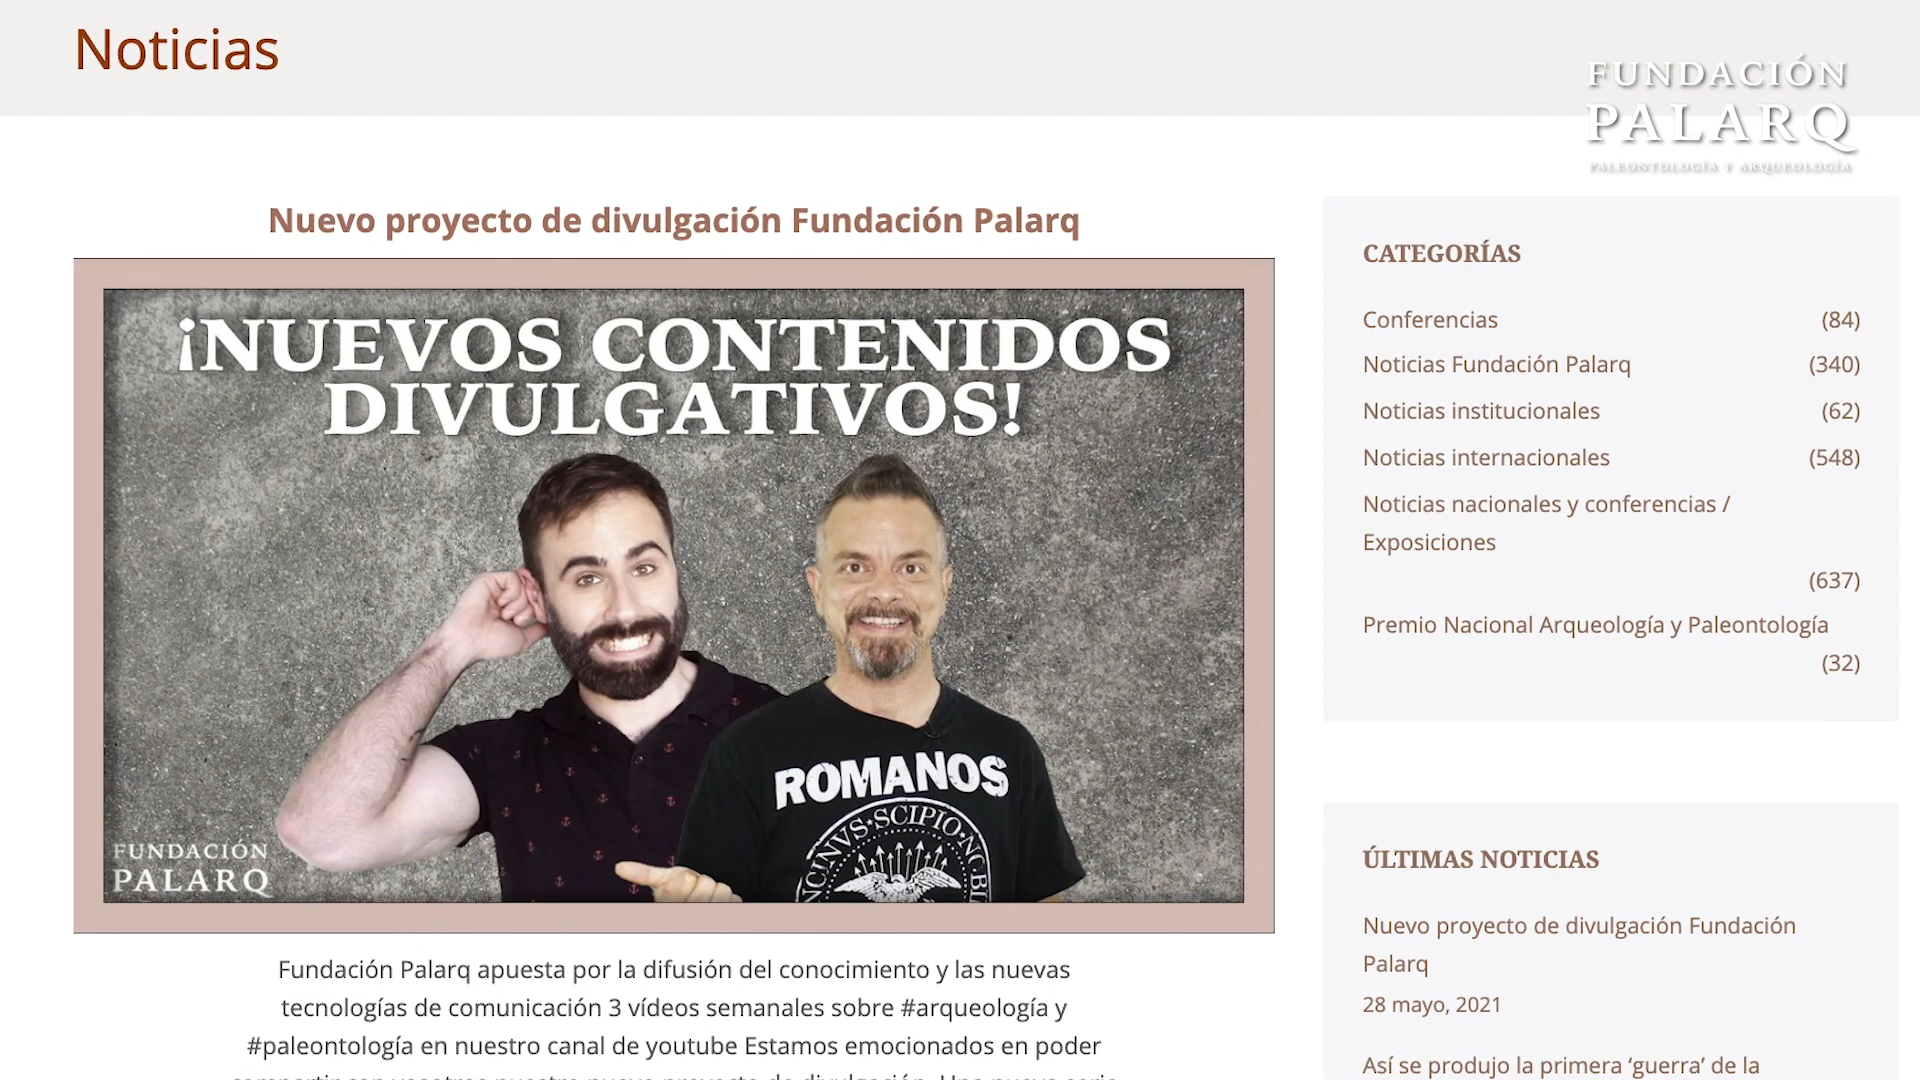 Noticias
FUNDACIÓN
PALARQ
PALEONTOLOGÍA Y ARQUEOLOGÍA
Nuevo proyecto de divulgación Fundación Palarq
¡NUEVOS CONTENIDOS
DIVULGATIVOS!
ROMANOS
SCIPIO
FUNDACIÓN
PALARQ
Fundación Palarq apuesta por la difusión del conocimiento y las nuevas
tecnologías de comunicación 3 vídeos semanales sobre #arqueología y
#paleontología en nuestro canal de youtube Estamos emocionados en poder
CATEGORÍAS
Conferencias (84)
Noticias Fundación Palarq (340)
Noticias institucionales (62)
Noticias internacionales (548)
Noticias nacionales y conferencias /
Exposiciones
(637)
Premio Nacional Arqueología y Paleontología
(32)
ÚLTIMAS NOTICIAS
Nuevo proyecto de divulgación Fundación
Palarq
28 mayo, 2021
Así se produjo la primera ‘guerra’ de la